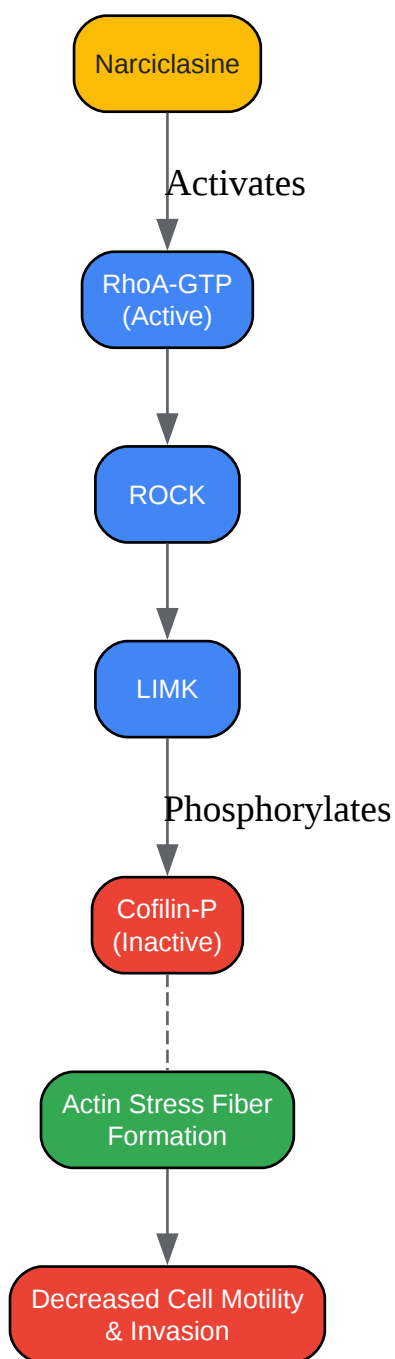 Narciclasine
Activates
RhoA-GTP
(Active)
ROCK
LIMK
Phosphorylates
Cofilin-P
(Inactive)
Actin Stress Fiber
Formation
Decreased Cell Motility
& Invasion